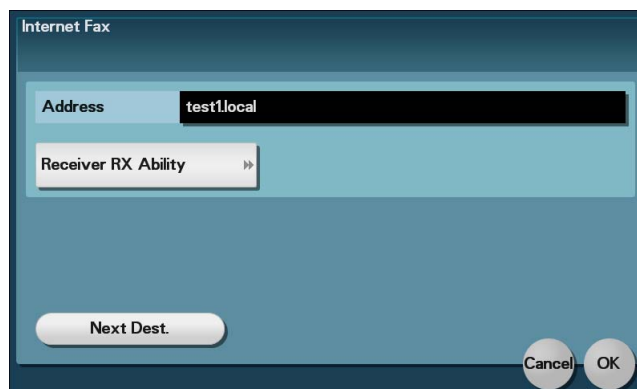 Internet Fax
Address test1.local
Receiver RX Ability
Next Dest.
Cancel OK